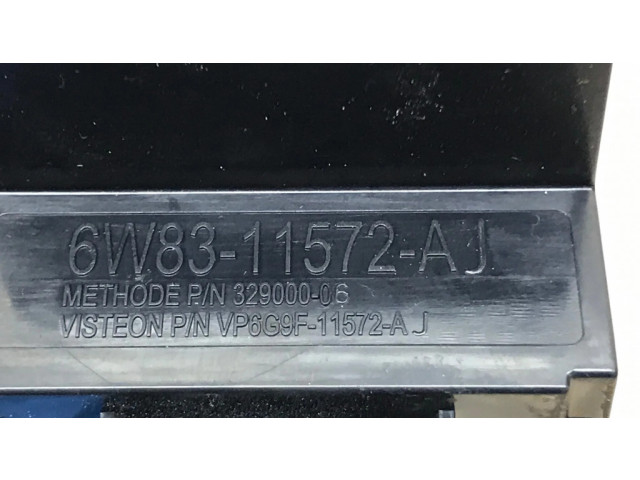 6W83-11572-AJ
METHODE P/N 329000-06
VISTEON P/N VP6G9F-11572-AJ